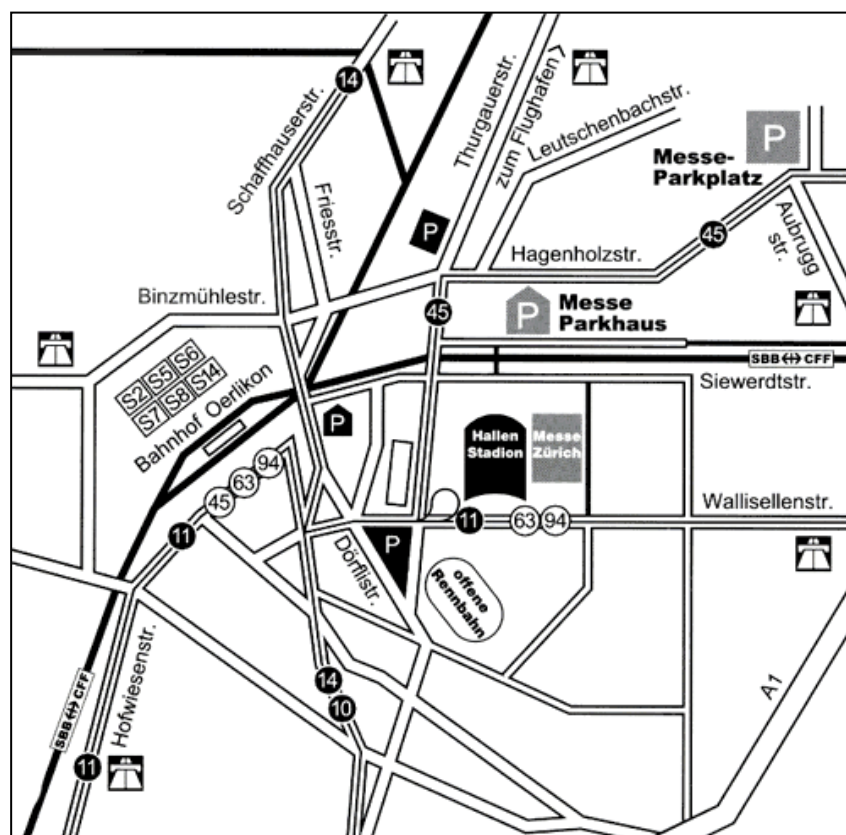 14
Schaffhauserstr.
Thurgauerstr.
zum Flughafen
Leutschenbachstr.
P
Messe-
Parkplatz
Friesstr.
P
45
Hagenholzstr.
Aubrugg
str.
Binzmühlestr.
45
P
Messe
Parkhaus
SBB CFF
S2 S5 S6
S7 S8 S14
Bahnhof Oerlikon
Siewerdtstr.
P
Hallen
Stadion
Messe
Zürich
94
63
45
11
Wallisellenstr.
11
63
94
P
Dörflistr.
offene
Rennbahn
14
10
A1
SBB CFF
Hofwiesenstr.
11